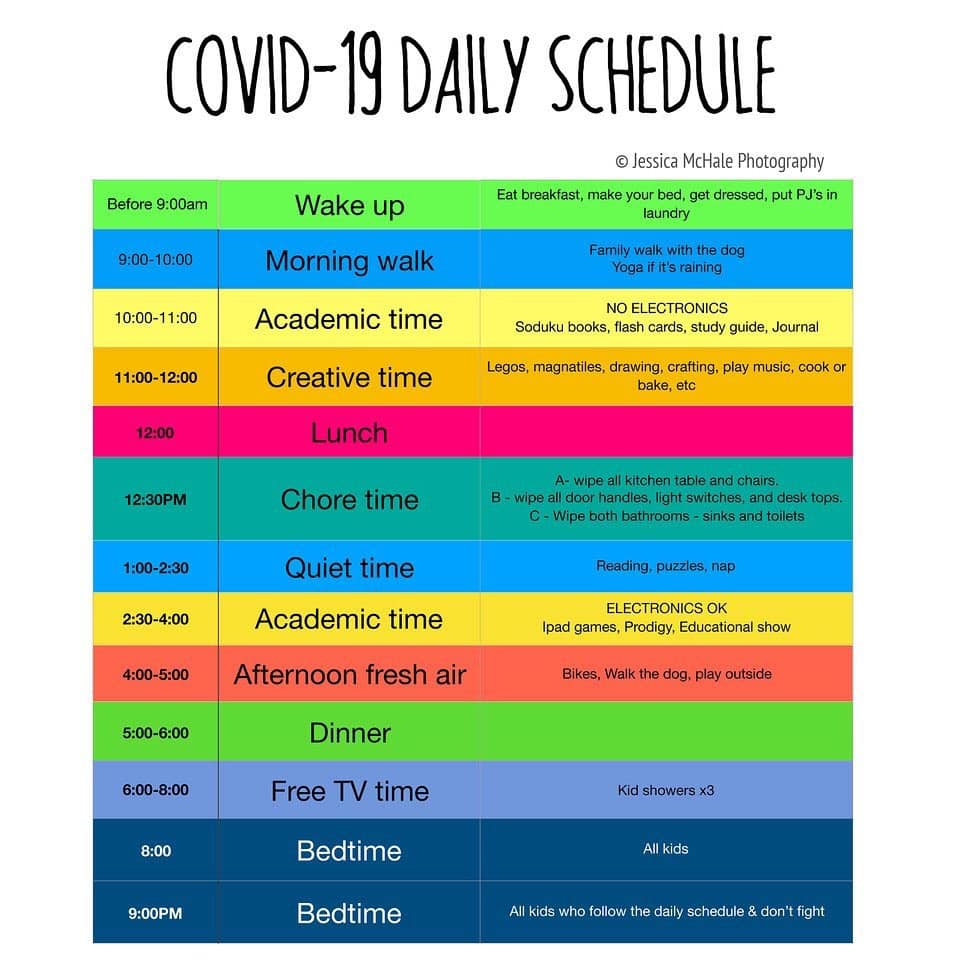 COVID-19 DAILY SCHEDULE
© Jessica McHale Photography
Before 9:00am
Wake up
Eat breakfast, make your bed, get dressed, put PJ's in
laundry
9:00-10:00
Morning walk
Family walk with the dog
Yoga if it's raining
10:00-11:00
Academic time
NO ELECTRONICS
Soduku books, flash cards, study guide, Journal
11:00-12:00
Creative time
Legos, magnatiles, drawing, crafting, play music, cook or
bake, etc
12:00
Lunch
12:30PM
Chore time
A- wipe all kitchen table and chairs.
B - wipe all door handles, light switches, and desk tops.
C - Wipe both bathrooms - sinks and toilets
1:00-2:30
Quiet time
Reading, puzzles, nap
2:30-4:00
Academic time
ELECTRONICS OK
Ipad games, Prodigy, Educational show
4:00-5:00
Afternoon fresh air
Bikes, Walk the dog, play outside
5:00-6:00
Dinner
6:00-8:00
Free TV time
Kid showers x3
8:00
Bedtime
All kids
9:00PM
Bedtime
All kids who follow the daily schedule & don't fight